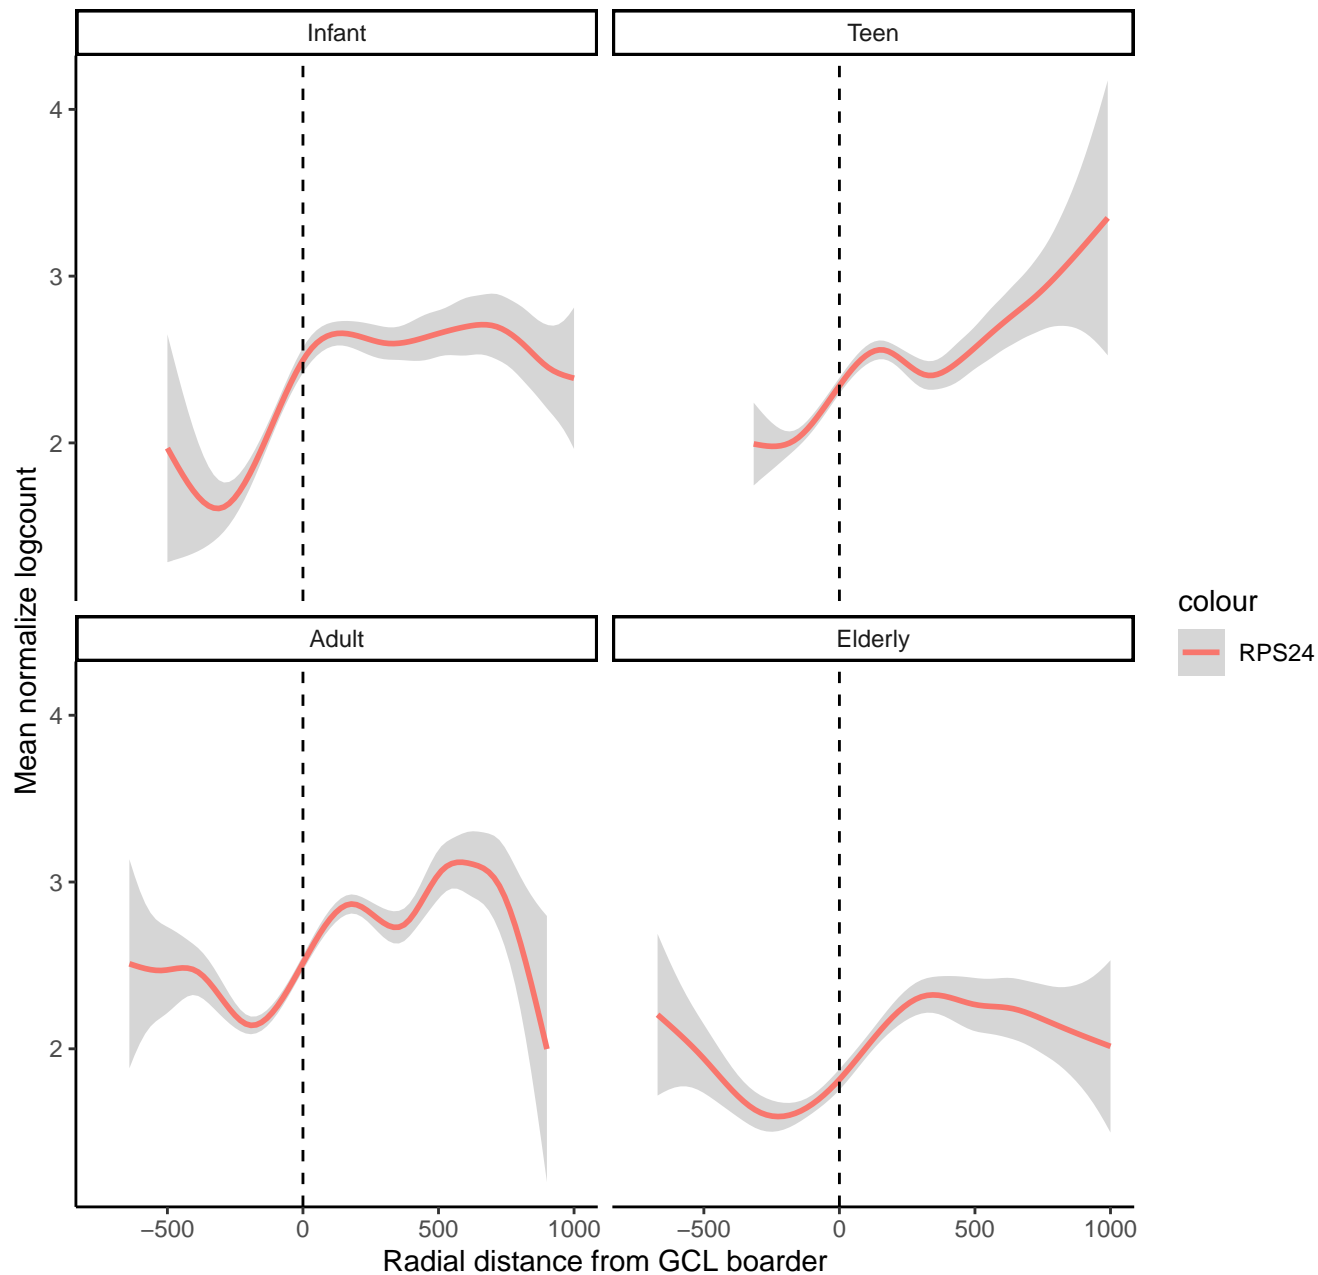 Infant
Teen
4
3
2
Adult
Elderly
4
3
2
−500
0
500
1000
−500
0
500
1000
Mean normalize logcount
Radial distance from GCL boarder
colour
RPS24